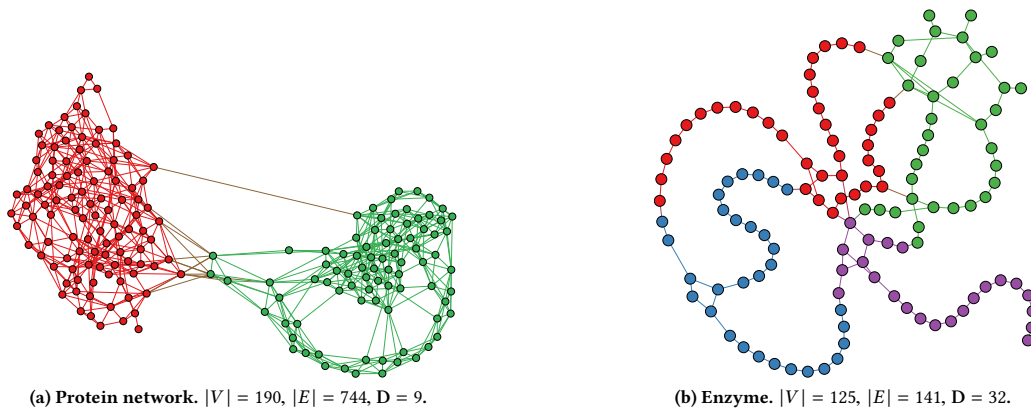 (a) Protein network. |V| = 190, |E| = 744, D = 9.
(b) Enzyme. |V| = 125, |E| = 141, D = 32.